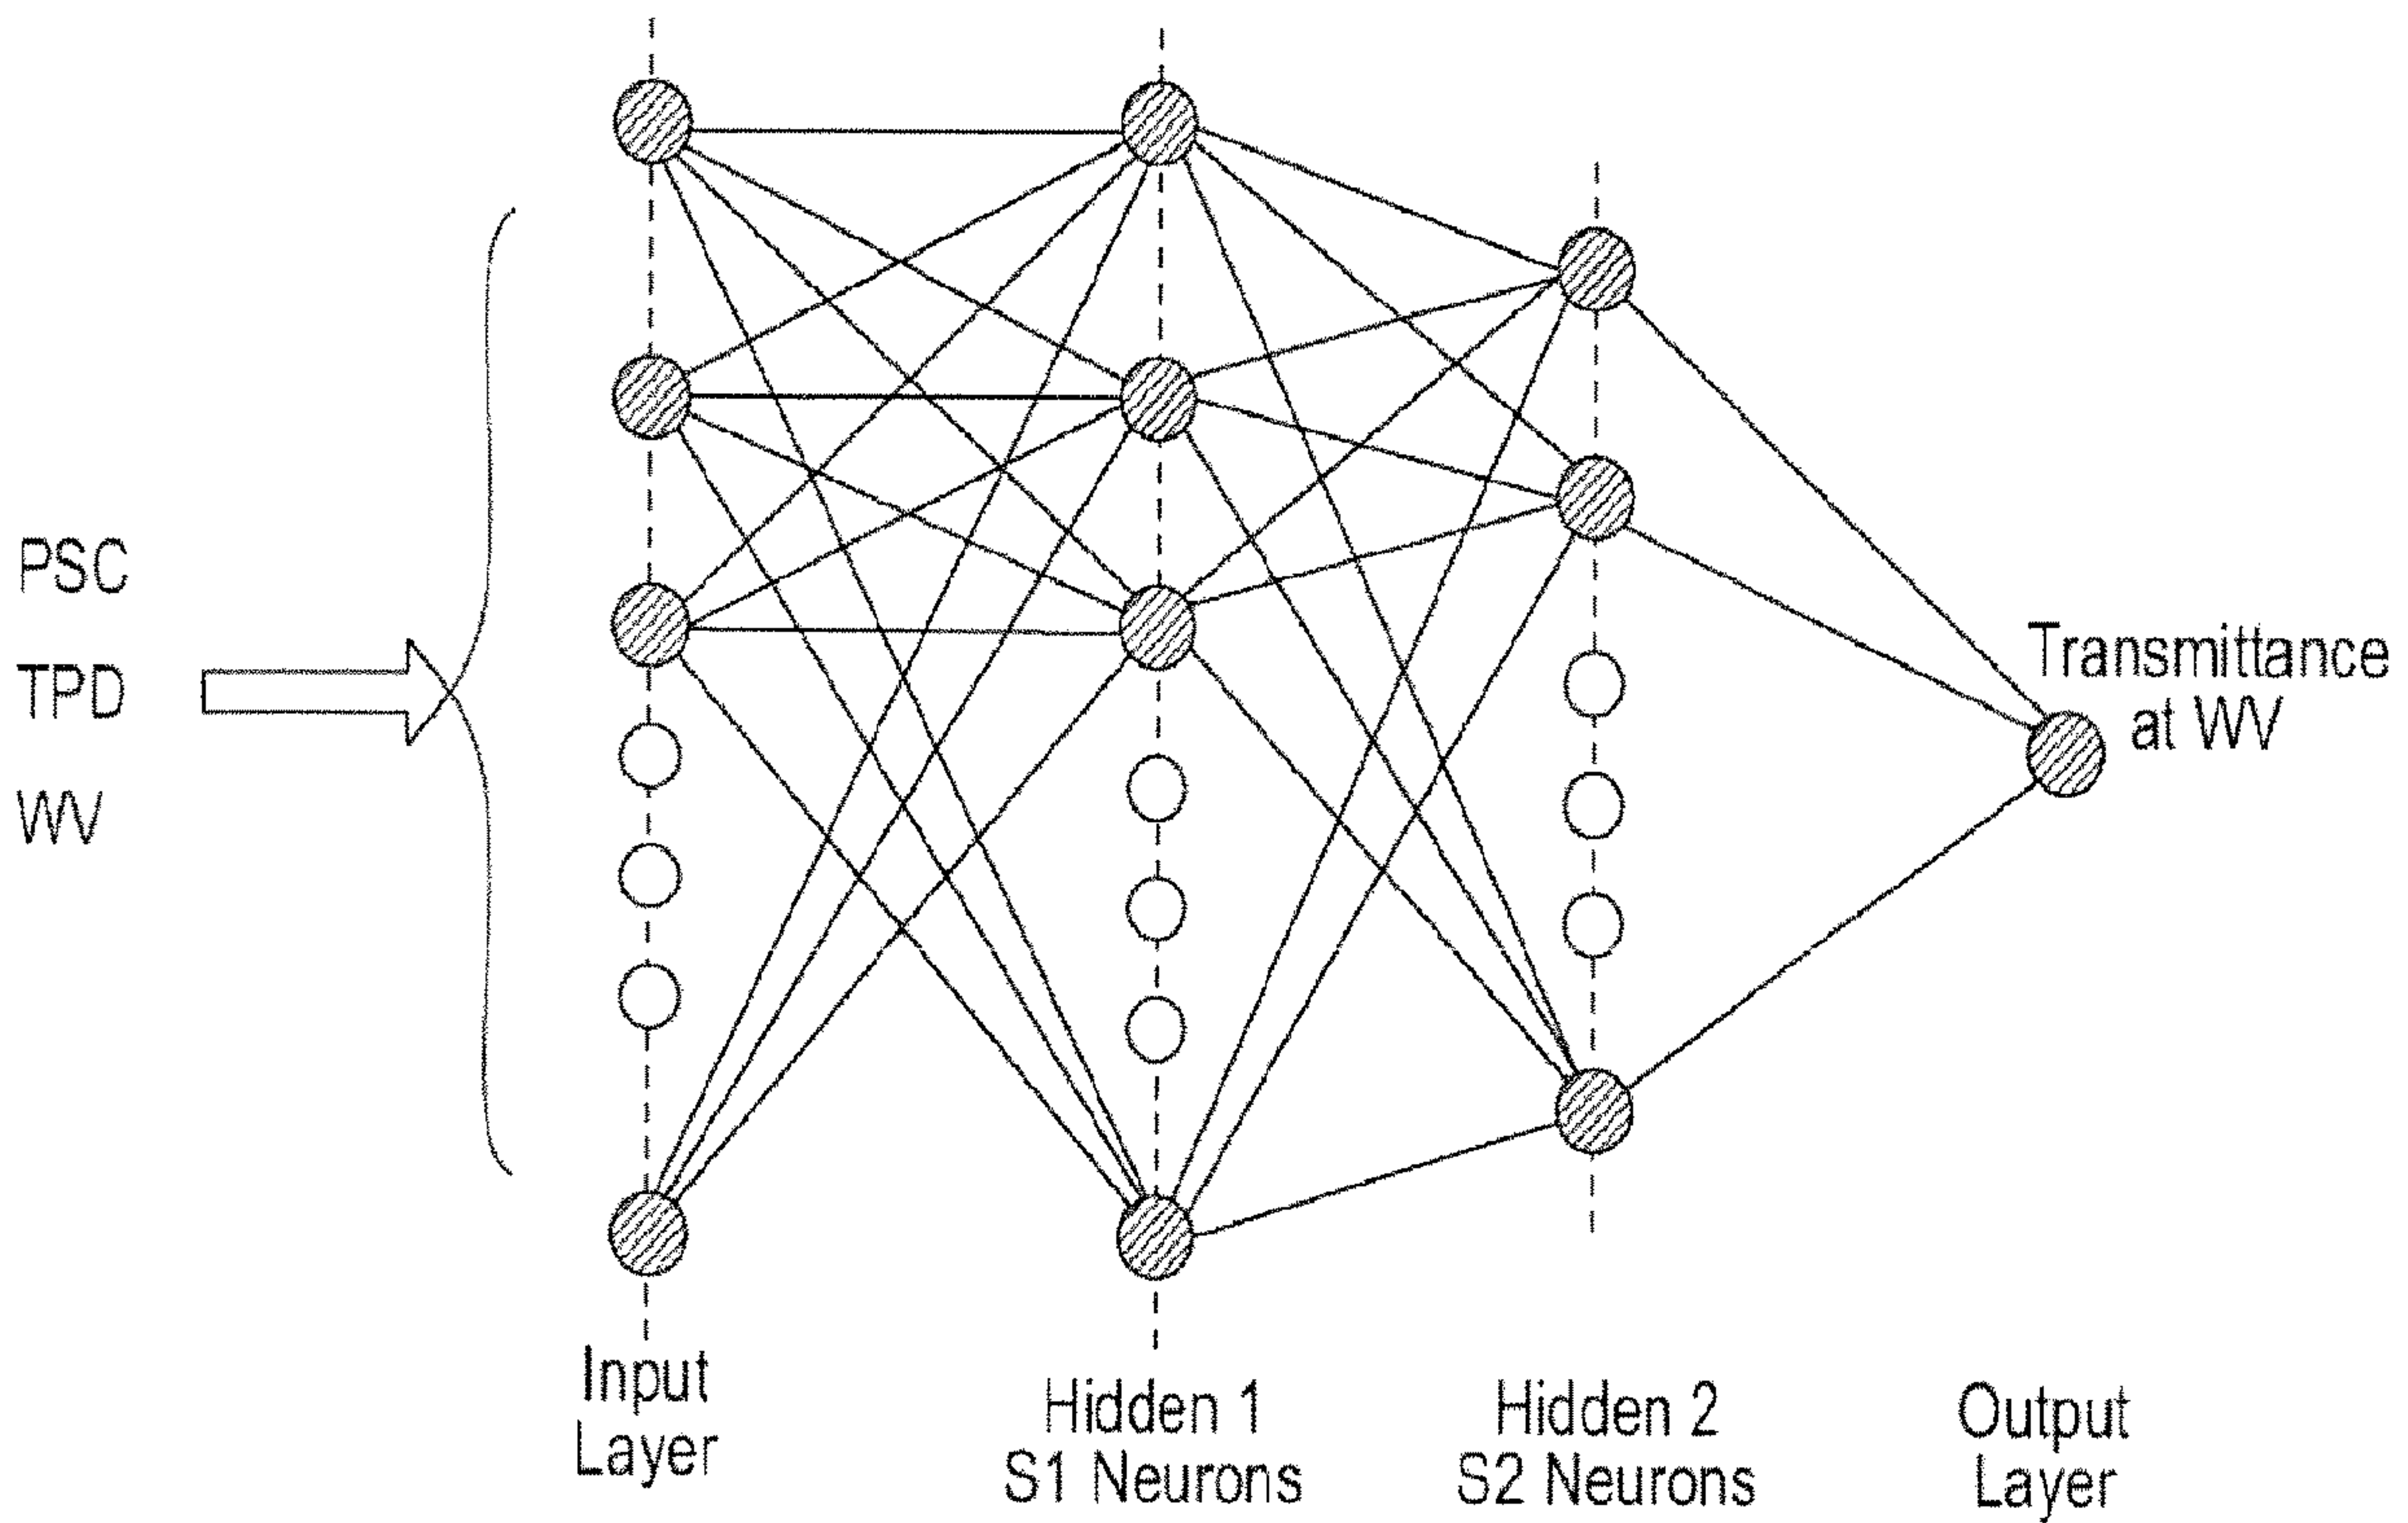 PSC
TPD
WV
Transmittance
at WV
Input
Layer
Hidden 1
S1 Neurons
Hidden 2
S2 Neurons
Output
Layer